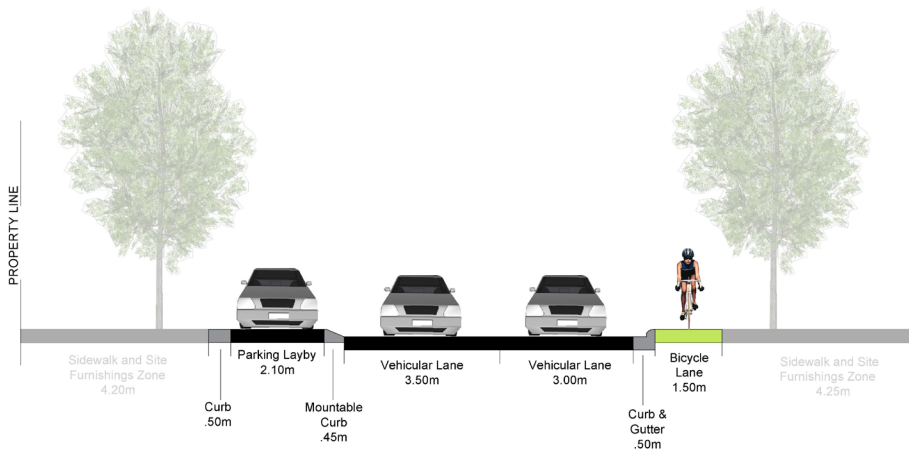 PROPERTY LINE
Sidewalk and Site
Furnishings Zone
4.20m
Curb
.50m
Parking Layby
2.10m
Mountable
Curb
.45m
Vehicular Lane
3.50m
Vehicular Lane
3.00m
Curb &
Gutter
.50m
Bicycle
Lane
1.50m
Sidewalk and Site
Furnishings Zone
4.25m